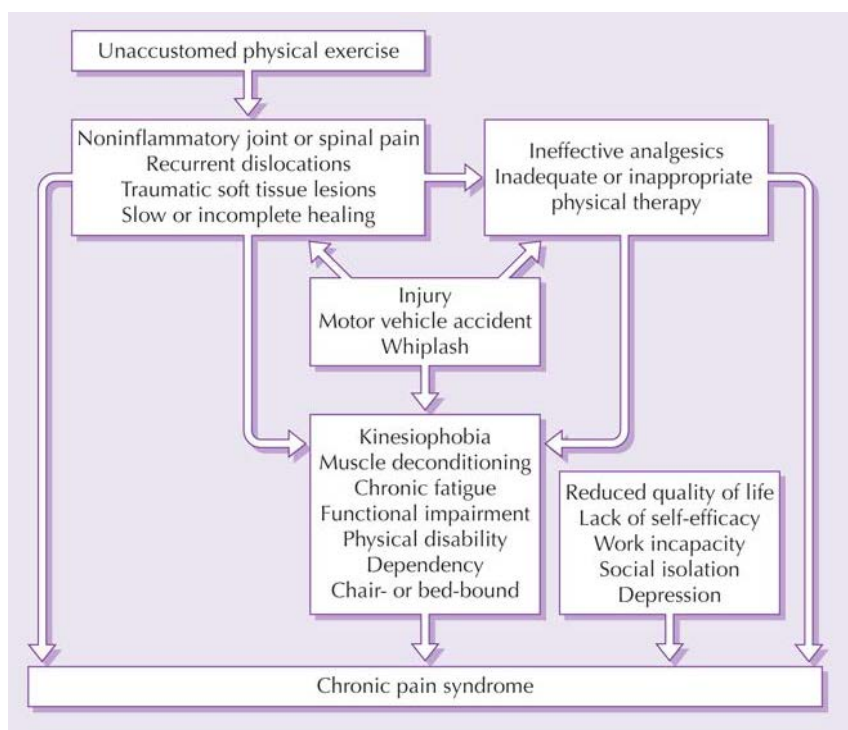 Unaccustomed physical exercise
Noninflammatory joint or spinal pain
Recurrent dislocations
Traumatic soft tissue lesions
Slow or incomplete healing
Ineffective analgesics
Inadequate or inappropriate
physical therapy
Injury
Motor vehicle accident
Whiplash
Kinesiophobia
Muscle deconditioning
Chronic fatigue
Functional impairment
Physical disability
Dependency
Chair- or bed-bound
Reduced quality of life
Lack of self-efficacy
Work incapacity
Social isolation
Depression
Chronic pain syndrome